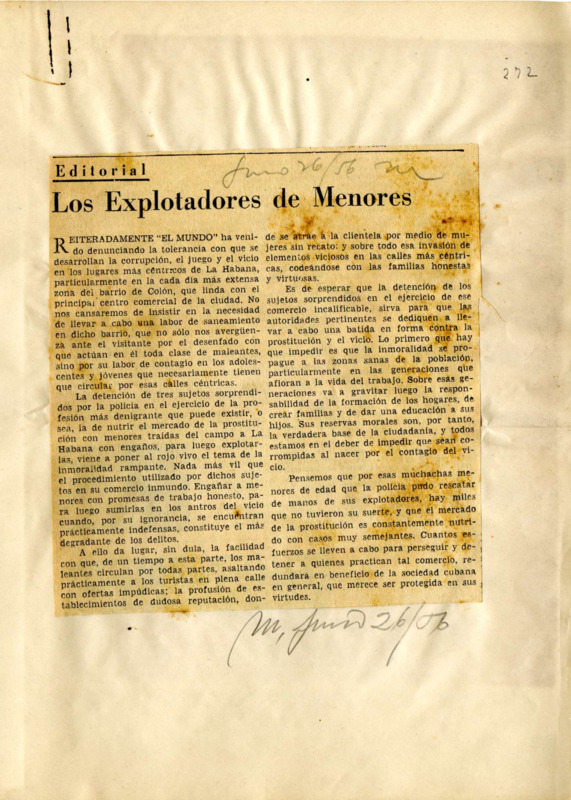 272
Junio 26/56 M
Editorial
Los Explotadores de Menores
REITERADAMENTE "EL MUNDO" ha veni-
do denunciando la tolerancia con que se
desarrollan la corrupción, el juego y el vicio
en los lugares más céntricos de La Habana,
particularmente en la cada día más extensa
zona del barrio de Colón, que linda con el
principal centro comercial de la ciudad. No
nos cansaremos de insistir en la necesidad
de llevar a cabo una labor de saneamiento
en dicho barrio, que no sólo nos avergüen-
za ante el visitante por el desenfado con
que actúan en él toda clase de maleantes,
sino por su labor de contagio en los adoles-
centes y jóvenes que necesariamente tienen
que circular por esas calles céntricas.
La detención de tres sujetos sorprendi-
dos por la policía en el ejercicio de la pro-
fesión más denigrante que puede existir, o
sea, la de nutrir el mercado de la prostitu-
ción con menores traídas del campo a La
Habana con engaños, para luego explotar-
las, viene a poner al rojo vivo el tema de la
inmoralidad rampante. Nada más vil que
el procedimiento utilizado por dichos suje-
tos en su comercio inmundo. Engañar a me-
nores con promesas de trabajo honesto, pa-
ra luego sumirlas en los antros del vicio
cuando, por su ignorancia, se encuentran
prácticamente indefensas, constituye el más
degradante de los delitos.
A ello da lugar, sin dula, la facilidad
con que, de un tiempo a esta parte, los ma-
leantes circulan por todas partes, asaltando
prácticamente a los turistas en plena calle
con ofertas impúdicas; la profusión de es-
tablecimientos de dudosa reputación, don-
de se atrae a la clientela por medio de mu-
jeres sin recato; y sobre todo esa invasión de
elementos viciosos en las calles más céntri-
cas, codeándose con las familias honestas
y virtuosas.
Es de esperar que la detención de los
sujetos sorprendidos en el ejercicio de ese
comercio incalificable, sirva para que las
autoridades pertinentes se dediquen a lle-
var a cabo una batida en forma contra la
prostitución y el vicio. Lo primero que hay
que impedir es que la inmoralidad se pro-
pague a las zonas sanas de la población,
particularmente en las generaciones que
afloran a la vida del trabajo. Sobre esas ge-
neraciones va a gravitar luego la respon-
sabilidad de la formación de los hogares, de
crear familias y de dar una educación a sus
hijos. Sus reservas morales son, por tanto,
la verdadera base de la ciudadanía, y todos
estamos en el deber de impedir que sean co-
rrompidas al nacer por el contagio del vi-
cio.
Pensemos que por esas muchachas me-
nores de edad que la policía pudo rescatar
de manos de sus explotadores, hay miles
que no tuvieron su suerte, y que el mercado
de la prostitución es constantemente nutri-
do con casos muy semejantes. Cuantos es-
fuerzos se lleven a cabo para perseguir y de-
tener a quienes practican tal comercio, re-
dundará en beneficio de la sociedad cubana
en general, que merece ser protegida en sus
virtudes.
M, Junio 26/56